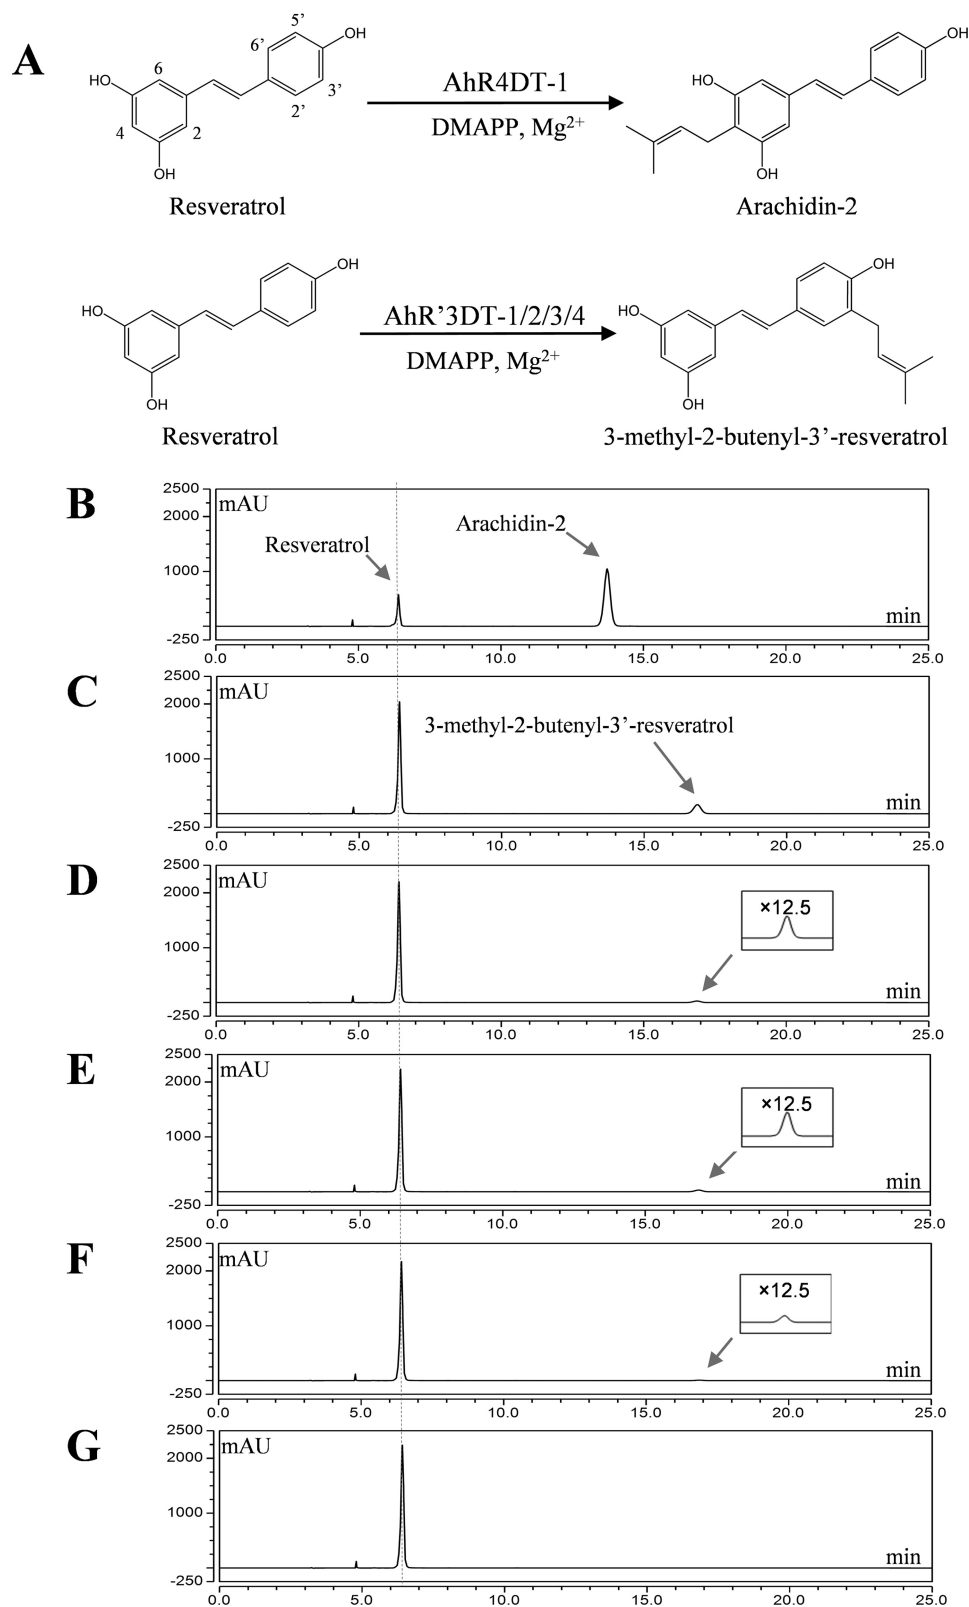 A
OH
5'
6'
HO
6
3'
4
2
2'
OH
Resveratrol
AhR4DT-1
DMAPP, Mg2+
OH
HO
OH
Arachidin-2
OH
HO
OH
Resveratrol
AhR’3DT-1/2/3/4
DMAPP, Mg2+
OH
HO
OH
3-methyl-2-butenyl-3’-resveratrol
B
2500
mAU
2000
Arachidin-2
Resveratrol
1000
min
-250
0.0 5.0 10.0 15.0 20.0 25.0
C
2500
mAU
2000
3-methyl-2-butenyl-3’-resveratrol
1000
min
-250
0.0 5.0 10.0 15.0 20.0 25.0
D
2500
mAU
2000
×12.5
1000
min
-250
0.0 5.0 10.0 15.0 20.0 25.0
E
2500
mAU
2000
×12.5
1000
min
-250
0.0 5.0 10.0 15.0 20.0 25.0
F
2500
mAU
2000
×12.5
1000
min
-250
0.0 5.0 10.0 15.0 20.0 25.0
G
2500
mAU
2000
1000
min
-250
0.0 5.0 10.0 15.0 20.0 25.0